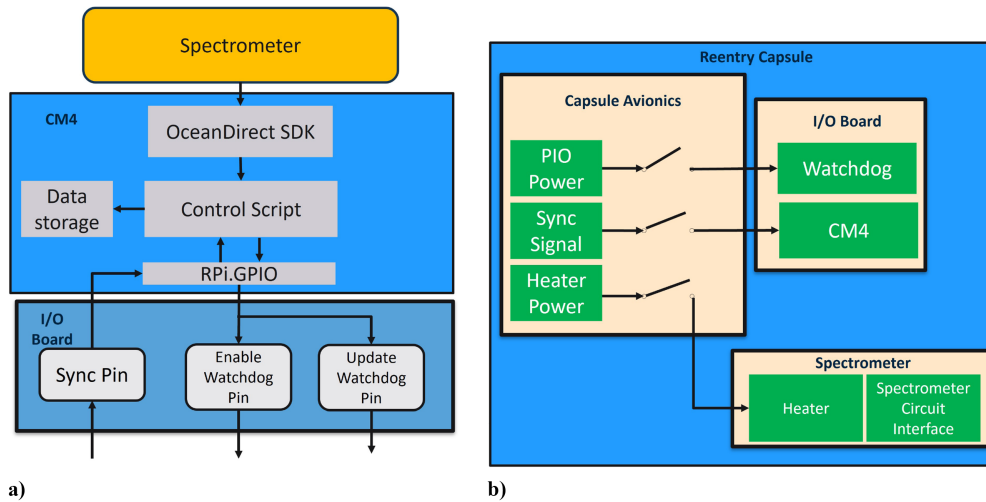 Spectrometer
CM4
OceanDirect SDK
Data
storage
Control Script
RPi.GPIO
I/O
Board
Sync Pin
Enable
Watchdog
Pin
Update
Watchdog
Pin
a)
Reentry Capsule
Capsule Avionics
PIO
Power
Sync
Signal
Heater
Power
I/O Board
Watchdog
CM4
Spectrometer
Heater
Spectrometer
Circuit
Interface
b)